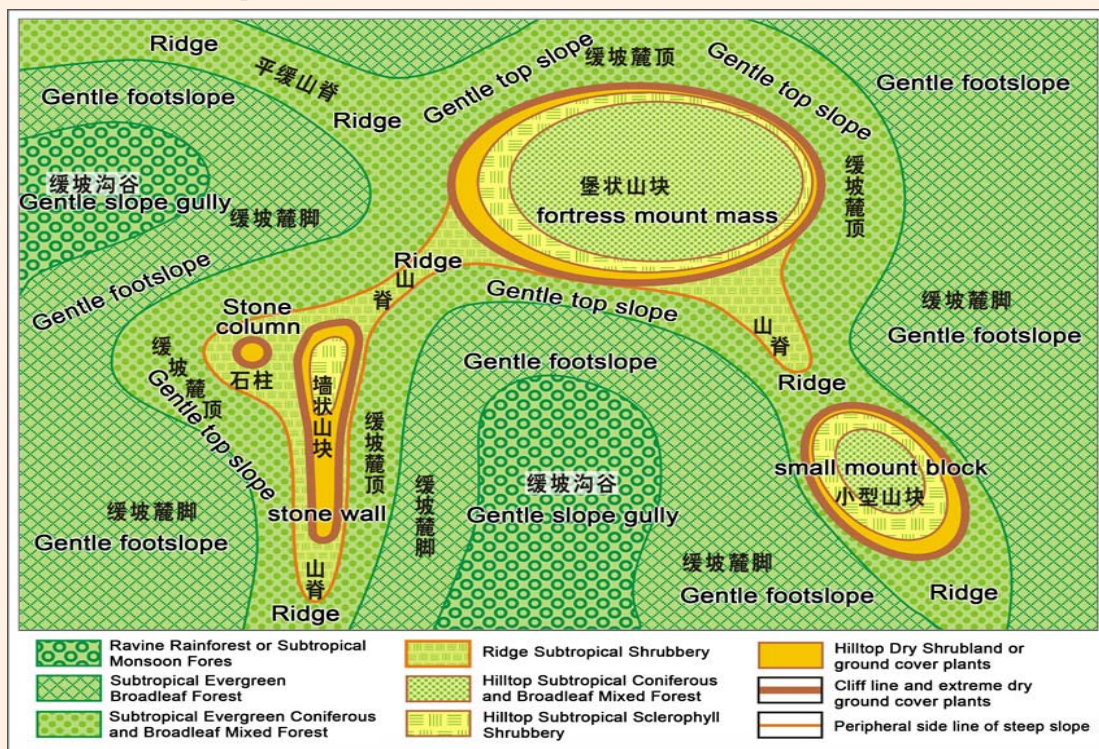 Ridge
平缓山脊
Ridge
Gentle top slope
缓坡麓顶
Gentle top slope
Gentle footslope
Gentle footslope
缓坡沟谷
Gentle slope gully
缓坡麓脚
堡状山块
fortress mount mass
缓坡麓顶
Gentle footslope
Ridge
山脊
Gentle top slope
缓坡麓脚
Gentle footslope
Stone
column
石柱
缓坡麓顶
Gentle top slope
墙状山块
stone wall
缓坡麓顶
缓坡麓脚
Gentle footslope
山脊
Ridge
缓坡沟谷
Gentle slope gully
small mount block
小型山块
缓坡麓脚
Gentle footslope
山脊
Ridge
缓坡麓脚
Gentle footslope
Ridge
Ravine Rainforest or Subtropical
Monsoon Fores
Subtropical Evergreen
Broadleaf Forest
Subtropical Evergreen Coniferous
and Broadleaf Mixed Forest
Ridge Subtropical Shrubbery
Hilltop Subtropical Coniferous
and Broadleaf Mixed Forest
Hilltop Subtropical Sclerophyll
Shrubbery
Hilltop Dry Shrubland or
ground cover plants
Cliff line and extreme dry
ground cover plants
Peripheral side line of steep slope